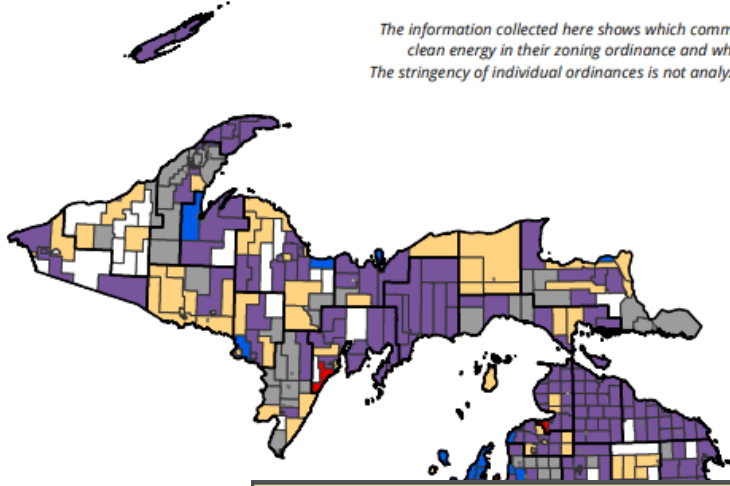 The information collected here shows which comm
clean energy in their zoning ordinance and wh
The stringency of individual ordinances is not analy